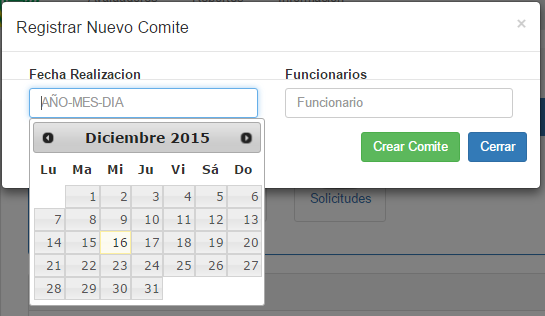 Registrar Nuevo Comite ×
Fecha Realizacion Funcionarios
AÑO-MES-DIA Funcionario
Diciembre 2015
Crear Comite Cerrar
Lu Ma Mi Ju Vi Sá Do
1 2 3 4 5 6
7 8 9 10 11 12 13
14 15 16 17 18 19 20
21 22 23 24 25 26 27
28 29 30 31
Solicitudes